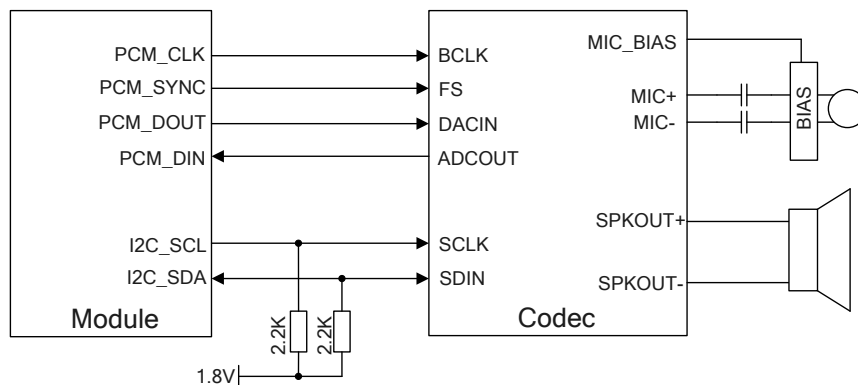 PCM_CLK
PCM_SYNC
PCM_DOUT
PCM_DIN
I2C_SCL
I2C_SDA
Module
BCLK
FS
DACIN
ADCOUT
SCLK
SDIN
Codec
MIC_BIAS
MIC+
MIC-
SPKOUT+
SPKOUT-
BIAS
2.2K
2.2K
1.8V